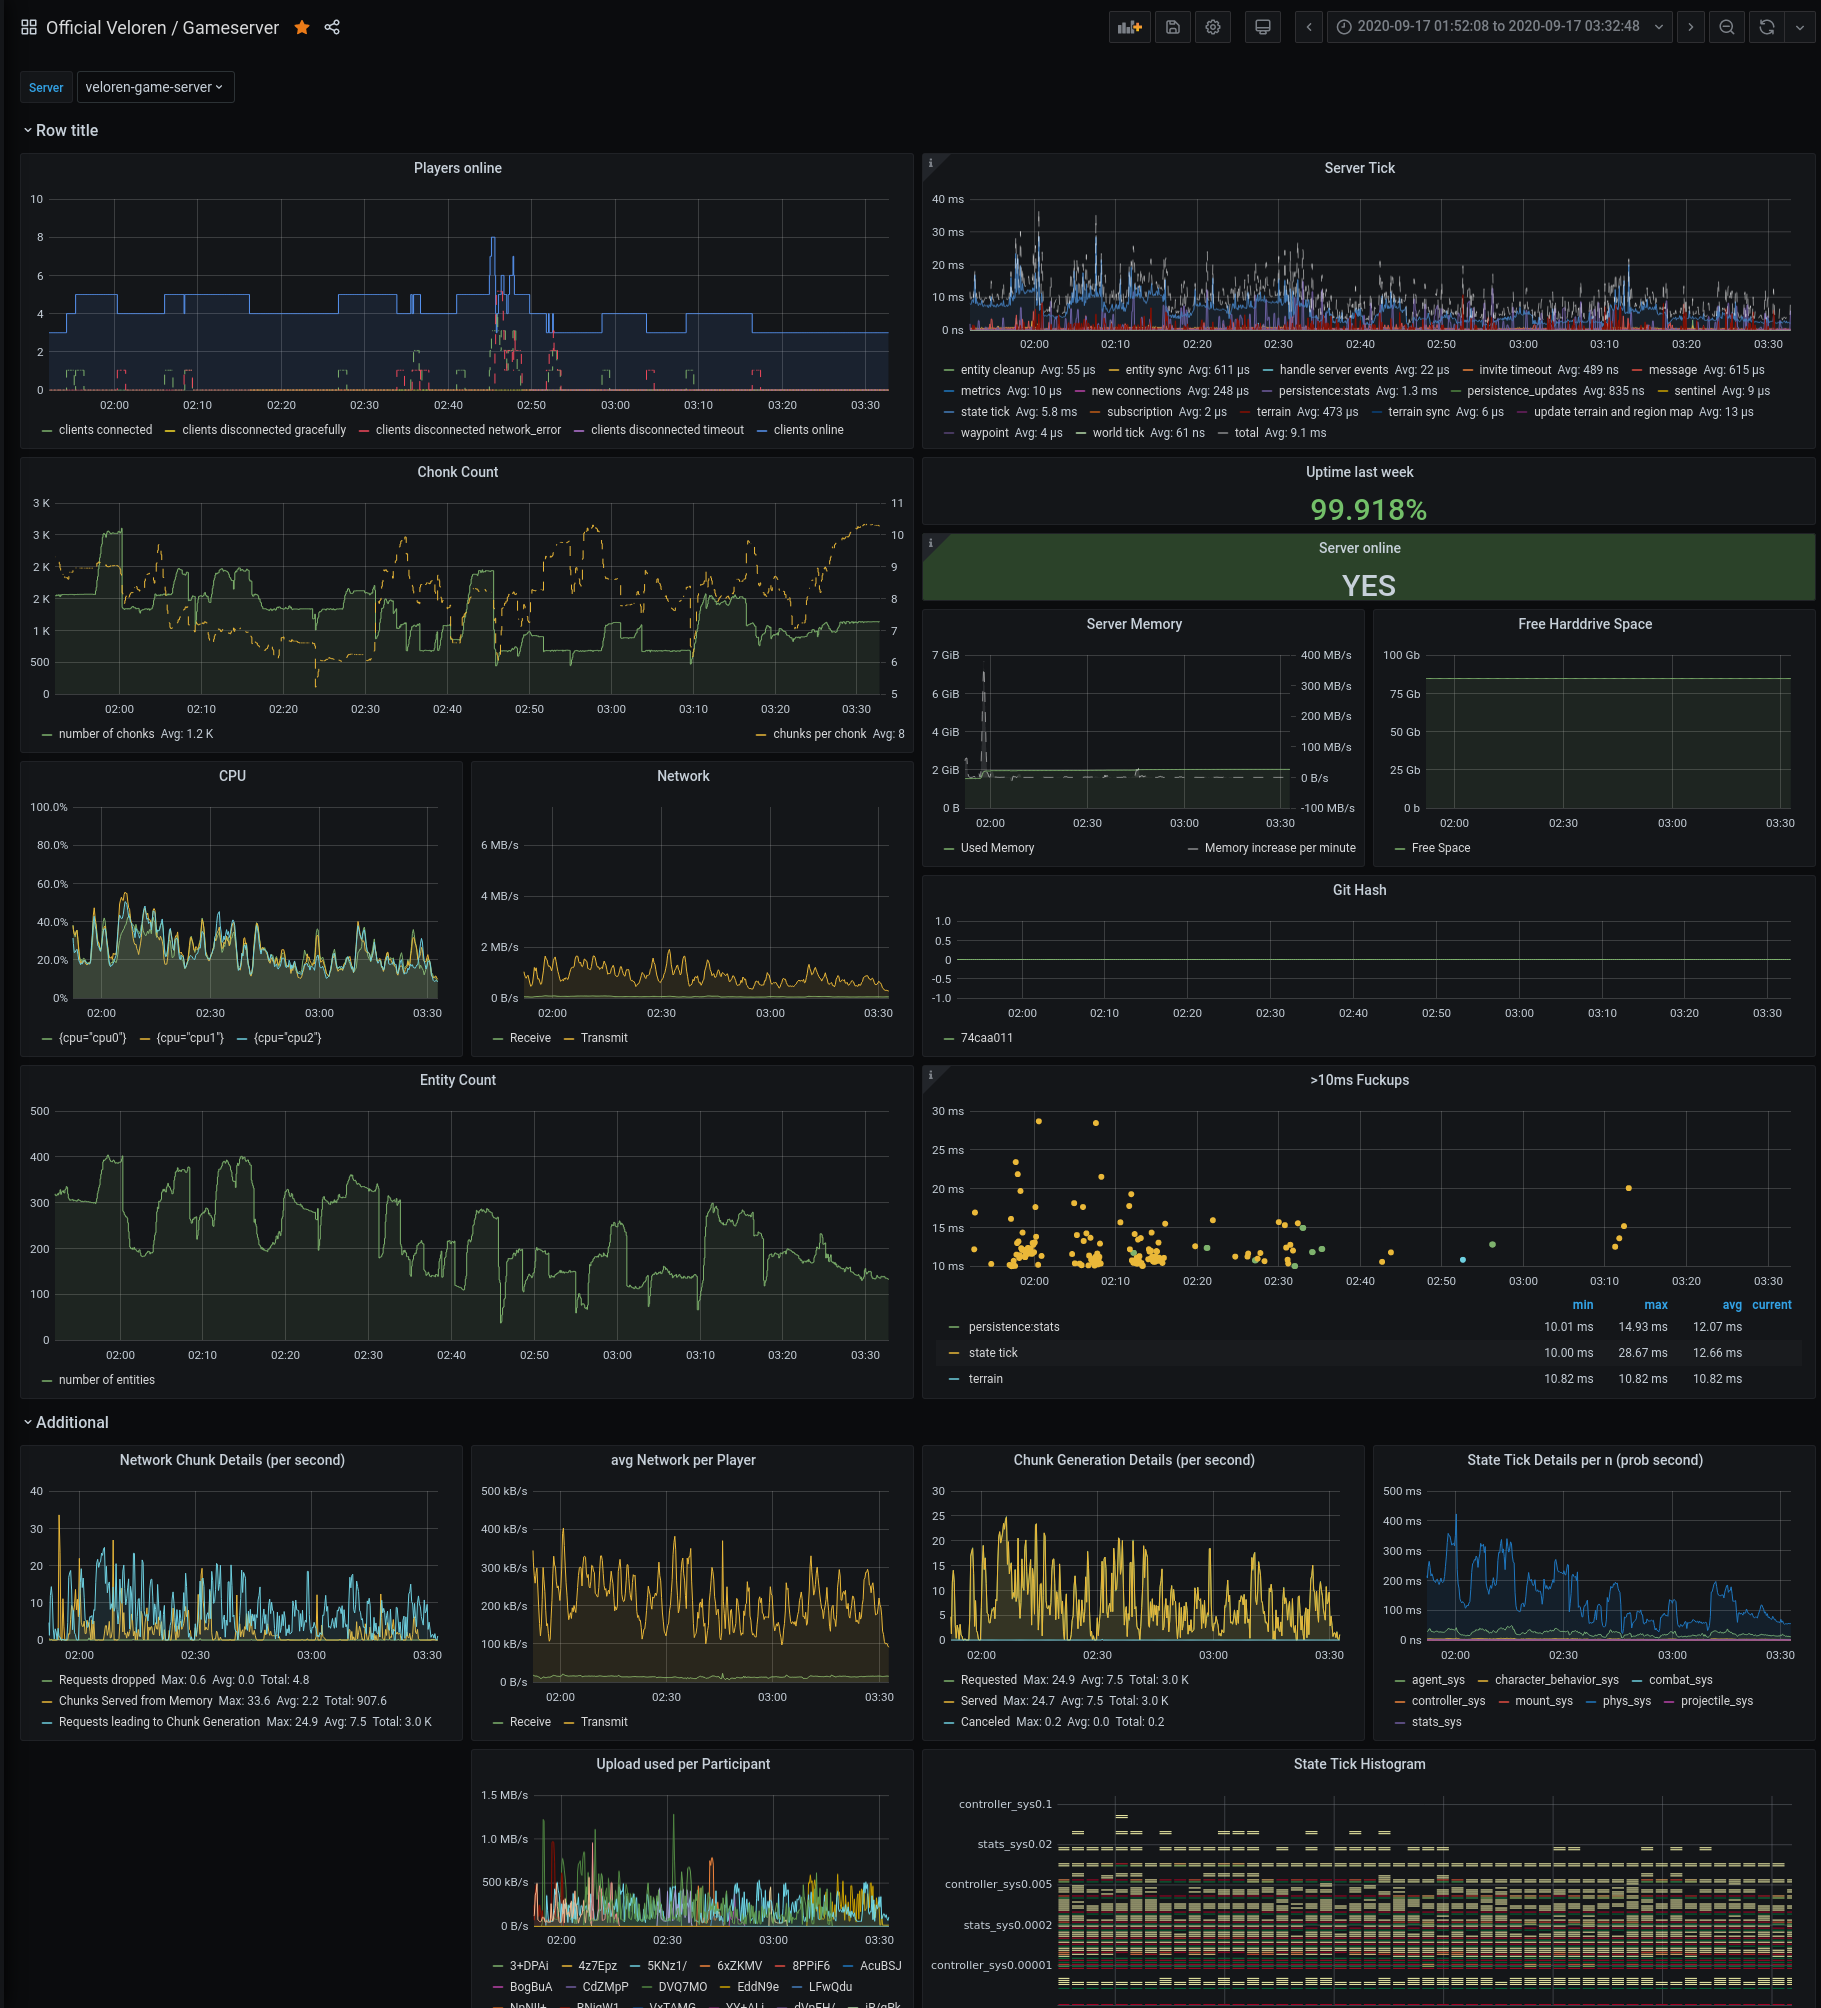 Official Veloren / Gameserver
2020-09-17 01:52:08 to 2020-09-17 03:32:48
Server veloren-game-server
Row title
Players online
10
8
6
4
2
0
02:00 02:10 02:20 02:30 02:40 02:50 03:00 03:10 03:20 03:30
clients connected clients disconnected gracefully clients disconnected network_error clients disconnected timeout clients online
Server Tick
40 ms
30 ms
20 ms
10 ms
0 ns
02:00 02:10 02:20 02:30 02:40 02:50 03:00 03:10 03:20 03:30
entity cleanup Avg: 55 µs entity sync Avg: 611 µs handle server events Avg: 22 µs invite timeout Avg: 489 ns message Avg: 615 µs
metrics Avg: 10 µs new connections Avg: 248 µs persistence:stats Avg: 1.3 ms persistence_updates Avg: 835 ns sentinel Avg: 9 µs
state tick Avg: 5.8 ms subscription Avg: 2 µs terrain Avg: 473 µs terrain sync Avg: 6 µs update terrain and region map Avg: 13 µs
waypoint Avg: 4 µs world tick Avg: 61 ns total Avg: 9.1 ms
Chonk Count
3 K 11
3 K 10
2 K 9
2 K 8
1 K 7
500 6
0 5
02:00 02:10 02:20 02:30 02:40 02:50 03:00 03:10 03:20 03:30
number of chonks Avg: 1.2 K chunks per chonk Avg: 8
Uptime last week
99.918%
Server online
YES
Server Memory
7 GiB 400 MB/s
6 GiB 300 MB/s
4 GiB 200 MB/s
100 MB/s
2 GiB 0 B/s
0 B -100 MB/s
02:00 02:30 03:00 03:30
Used Memory Memory increase per minute
Free Harddrive Space
100 Gb
75 Gb
50 Gb
25 Gb
0 b
02:00 02:30 03:00 03:30
Free Space
CPU
100.0%
80.0%
60.0%
40.0%
20.0%
0%
02:00 02:30 03:00 03:30
{cpu="cpu0"} {cpu="cpu1"} {cpu="cpu2"}
Network
6 MB/s
4 MB/s
2 MB/s
0 B/s
02:00 02:30 03:00 03:30
Receive Transmit
Git Hash
1.0
0.5
0
-0.5
-1.0
02:00 02:10 02:20 02:30 02:40 02:50 03:00 03:10 03:20 03:30
74caa011
Entity Count
500
400
300
200
100
0
02:00 02:10 02:20 02:30 02:40 02:50 03:00 03:10 03:20 03:30
number of entities
>10ms Fuckups
30 ms
25 ms
20 ms
15 ms
10 ms
02:00 02:10 02:20 02:30 02:40 02:50 03:00 03:10 03:20 03:30
min max avg current
persistence:stats 10.01 ms 14.93 ms 12.07 ms
state tick 10.00 ms 28.67 ms 12.66 ms
terrain 10.82 ms 10.82 ms 10.82 ms
Additional
Network Chunk Details (per second)
40
30
20
10
0
02:00 02:30 03:00 03:30
Requests dropped Max: 0.6 Avg: 0.0 Total: 4.8
Chunks Served from Memory Max: 33.6 Avg: 2.2 Total: 907.6
Requests leading to Chunk Generation Max: 24.9 Avg: 7.5 Total: 3.0 K
avg Network per Player
500 kB/s
400 kB/s
300 kB/s
200 kB/s
100 kB/s
0 B/s
02:00 02:30 03:00 03:30
Receive Transmit
Chunk Generation Details (per second)
30
25
20
15
10
5
0
02:00 02:30 03:00 03:30
Requested Max: 24.9 Avg: 7.5 Total: 3.0 K
Served Max: 24.7 Avg: 7.5 Total: 3.0 K
Canceled Max: 0.2 Avg: 0.0 Total: 0.2
State Tick Details per n (prob second)
500 ms
400 ms
300 ms
200 ms
100 ms
0 ns
02:00 02:30 03:00 03:30
agent_sys character_behavior_sys combat_sys
controller_sys mount_sys phys_sys projectile_sys
stats_sys
Upload used per Participant
1.5 MB/s
1.0 MB/s
500 kB/s
0 B/s
02:00 02:30 03:00 03:30
3+DPAi 4z7Epz 5KNz1/ 6xZKMV 8PPiF6 AcuBSJ
BogBuA CdZMpP DVQ7MO EddN9e LFwQdu
State Tick Histogram
controller_sys0.1
stats_sys0.02
controller_sys0.005
stats_sys0.0002
controller_sys0.00001